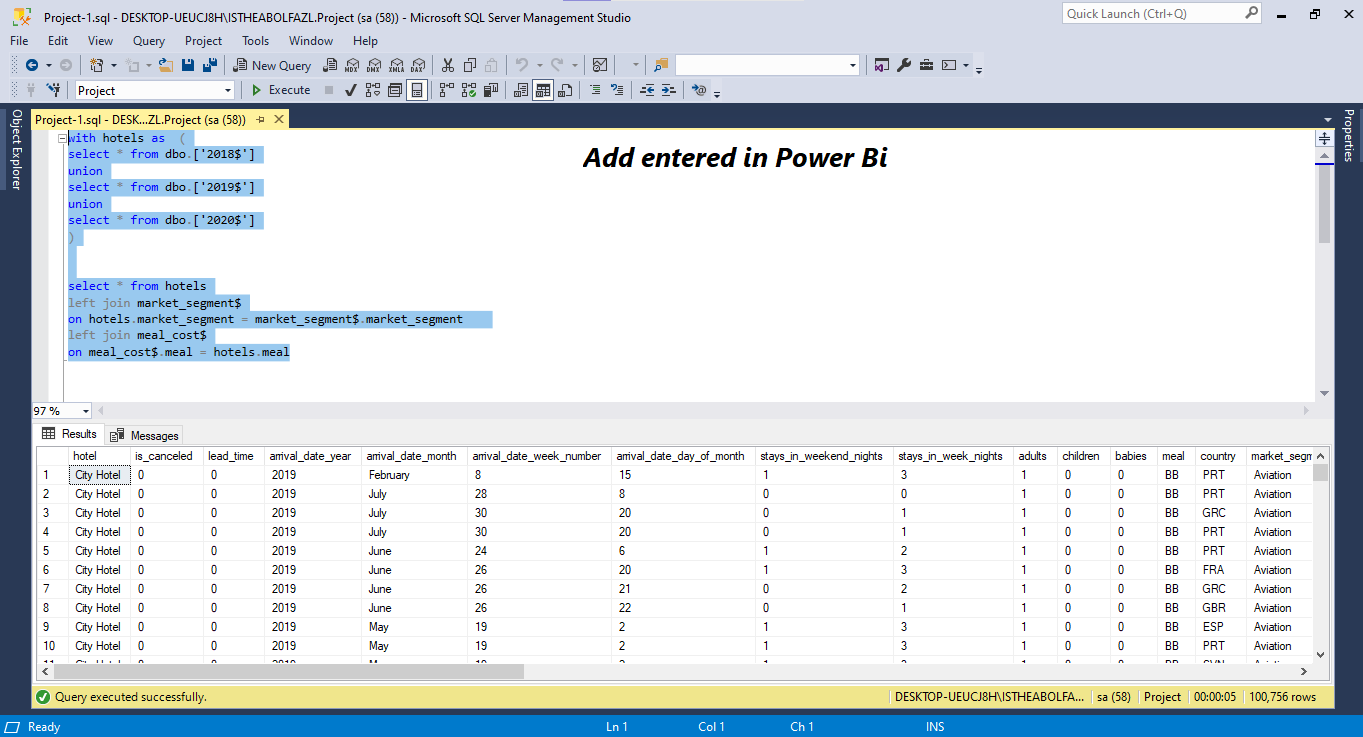 Project-1.sql - DESKTOP-UEUCJ8H\ISTHEABOLFAZL.Project (sa (58)) - Microsoft SQL Server Management Studio
Quick Launch (Ctrl+Q)
File Edit View Query Project Tools Window Help
New Query MDX DMX XMLA DAX
Project Execute
Object Explorer
Project-1.sql - DESK...ZL.Project (sa (58))
Properties
Add entered in Power Bi
with hotels as (
select * from dbo.['2018$']
union
select * from dbo.['2019$']
union
select * from dbo.['2020$']
)
select * from hotels
left join market_segment$
on hotels.market_segment = market_segment$.market_segment
left join meal_cost$
on meal_cost$.meal = hotels.meal
97 %
Results Messages
hotel is_canceled lead_time arrival_date_year arrival_date_month arrival_date_week_number arrival_date_day_of_month stays_in_weekend_nights stays_in_week_nights adults children babies meal country market_segm
1 City Hotel 0 0 2019 February 8 15 1 3 1 0 0 BB PRT Aviation
2 City Hotel 0 0 2019 July 28 8 0 0 1 0 0 BB PRT Aviation
3 City Hotel 0 0 2019 July 30 20 0 1 1 0 0 BB GRC Aviation
4 City Hotel 0 0 2019 July 30 20 0 1 1 0 0 BB PRT Aviation
5 City Hotel 0 0 2019 June 24 6 1 2 1 0 0 BB PRT Aviation
6 City Hotel 0 0 2019 June 26 20 1 3 1 0 0 BB FRA Aviation
7 City Hotel 0 0 2019 June 26 21 0 2 1 0 0 BB GRC Aviation
8 City Hotel 0 0 2019 June 26 22 0 1 1 0 0 BB GBR Aviation
9 City Hotel 0 0 2019 May 19 2 1 3 1 0 0 BB ESP Aviation
10 City Hotel 0 0 2019 May 19 2 1 3 1 0 0 BB PRT Aviation
Query executed successfully. DESKTOP-UEUCJ8H\ISTHEABOLFA... sa (58) Project 00:00:05 100,756 rows
Ready Ln 1 Col 1 Ch 1 INS